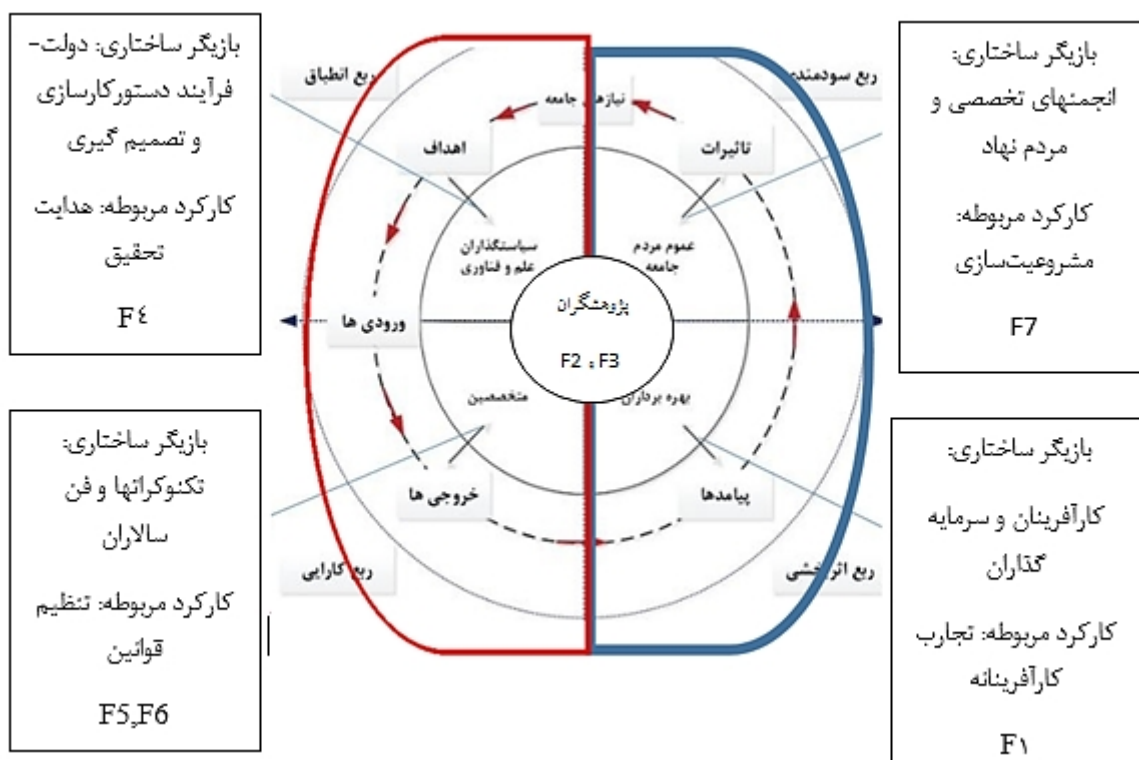 بازیگر ساختاری:
انجمنهای تخصصی و
مردم نهاد
کارکرد مربوطه:
مشروعیت‌سازی
F7
ربع سودمندی
نیازهای جامعه
تاثیرات
عموم مردم
جامعه
ربع انطباق
اهداف
سیاستگذاران
علم و فناوری
بازیگر ساختاری: دولت-
فرآیند دستورکارسازی
و تصمیم گیری
کارکرد مربوطه: هدایت
تحقیق
F٤
پژوهشگران
F2 و F3
ورودی ها
بازیگر ساختاری:
کارآفرینان و سرمایه
گذاران
کارکرد مربوطه: تجارب
کارآفرینانه
F۱
بهره برداران
پیامدها
ربع اثربخشی
متخصصین
خروجی ها
ربع کارایی
بازیگر ساختاری:
تکنوکراتها و فن
سالاران
کارکرد مربوطه: تنظیم
قوانین
F5,F6